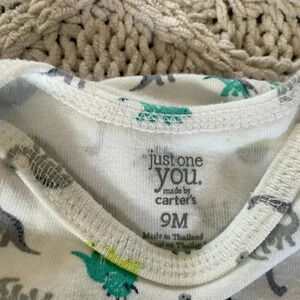 just one
you.
made by
carter's
9M
Made in Thailand